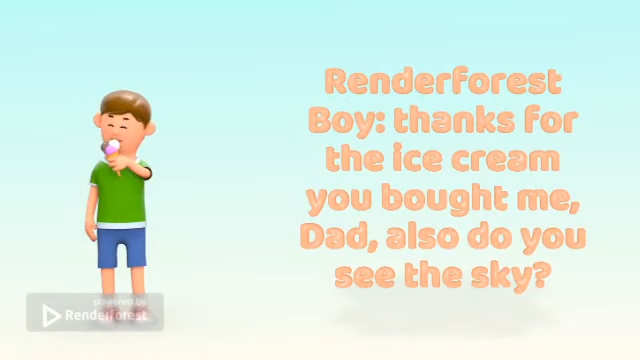 Renderforest
Boy: thanks for
the ice cream
you bought me,
Dad, also do you
see the sky?
powered by
Renderforest